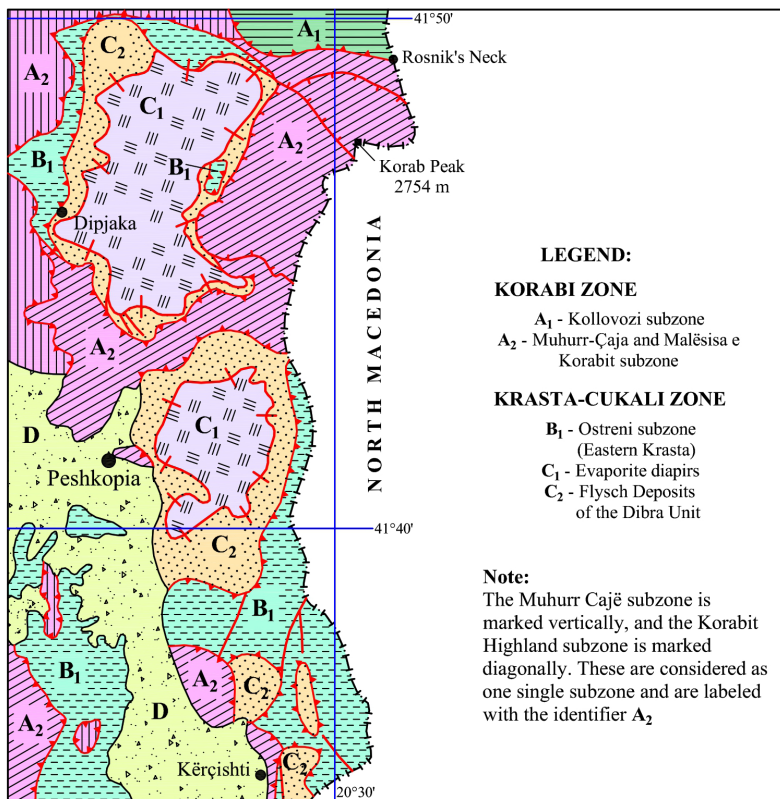 41°50'
A1
Rosnik's Neck
C2
A2
C1
A2
B1
B1
Korab Peak
2754 m
Dipjaka
NORTH MACEDONIA
A2
C1
D
Peshkopia
41°40'
C2
B1
B1
A2
C2
A2
D
Kërçishti
C2
20°30'
LEGEND:
KORABI ZONE
A1 - Kollovozi subzone
A2 - Muhurr-Çaja and Malësisa e
Korabit subzone
KRASTA-CUKALI ZONE
B1 - Ostreni subzone
(Eastern Krasta)
C1 - Evaporite diapirs
C2 - Flysch Deposits
of the Dibra Unit
Note:
The Muhurr Cajë subzone is
marked vertically, and the Korabit
Highland subzone is marked
diagonally. These are considered as
one single subzone and are labeled
with the identifier A2